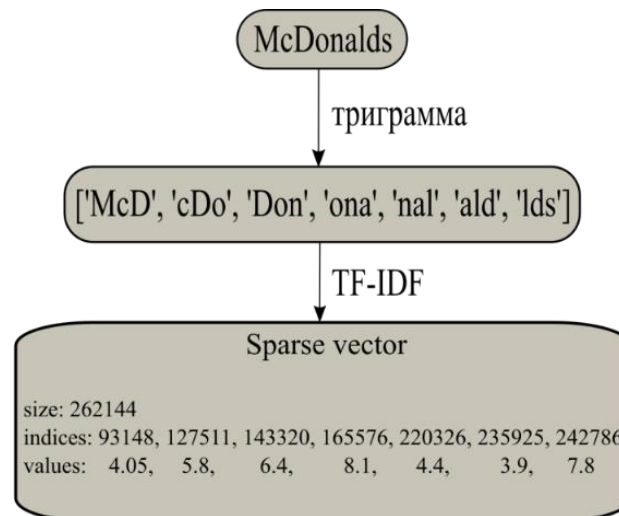 McDonalds
триграмма
['McD', 'cDo', 'Don', 'ona', 'nal', 'ald', 'lds']
TF-IDF
Sparse vector
size: 262144
indices: 93148, 127511, 143320, 165576, 220326, 235925, 242786
values: 4.05, 5.8, 6.4, 8.1, 4.4, 3.9, 7.8